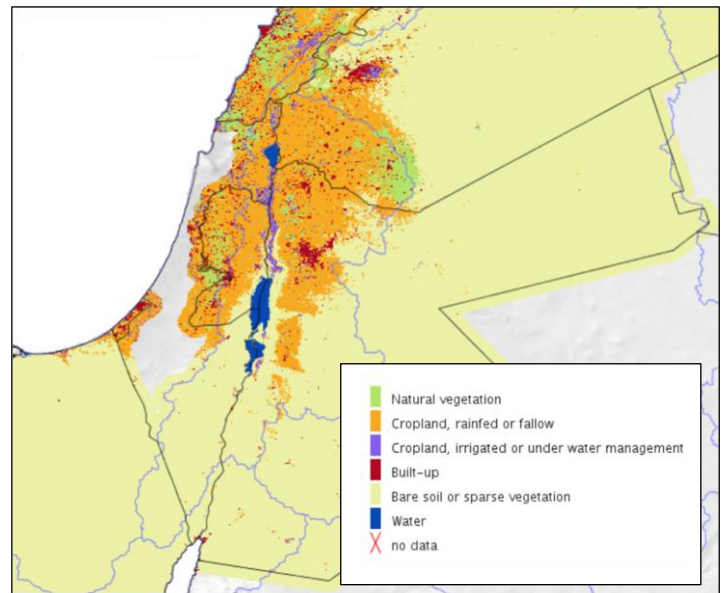 Natural vegetation
Cropland, rainfed or fallow
Cropland, irrigated or under water management
Built-up
Bare soil or sparse vegetation
Water
no data